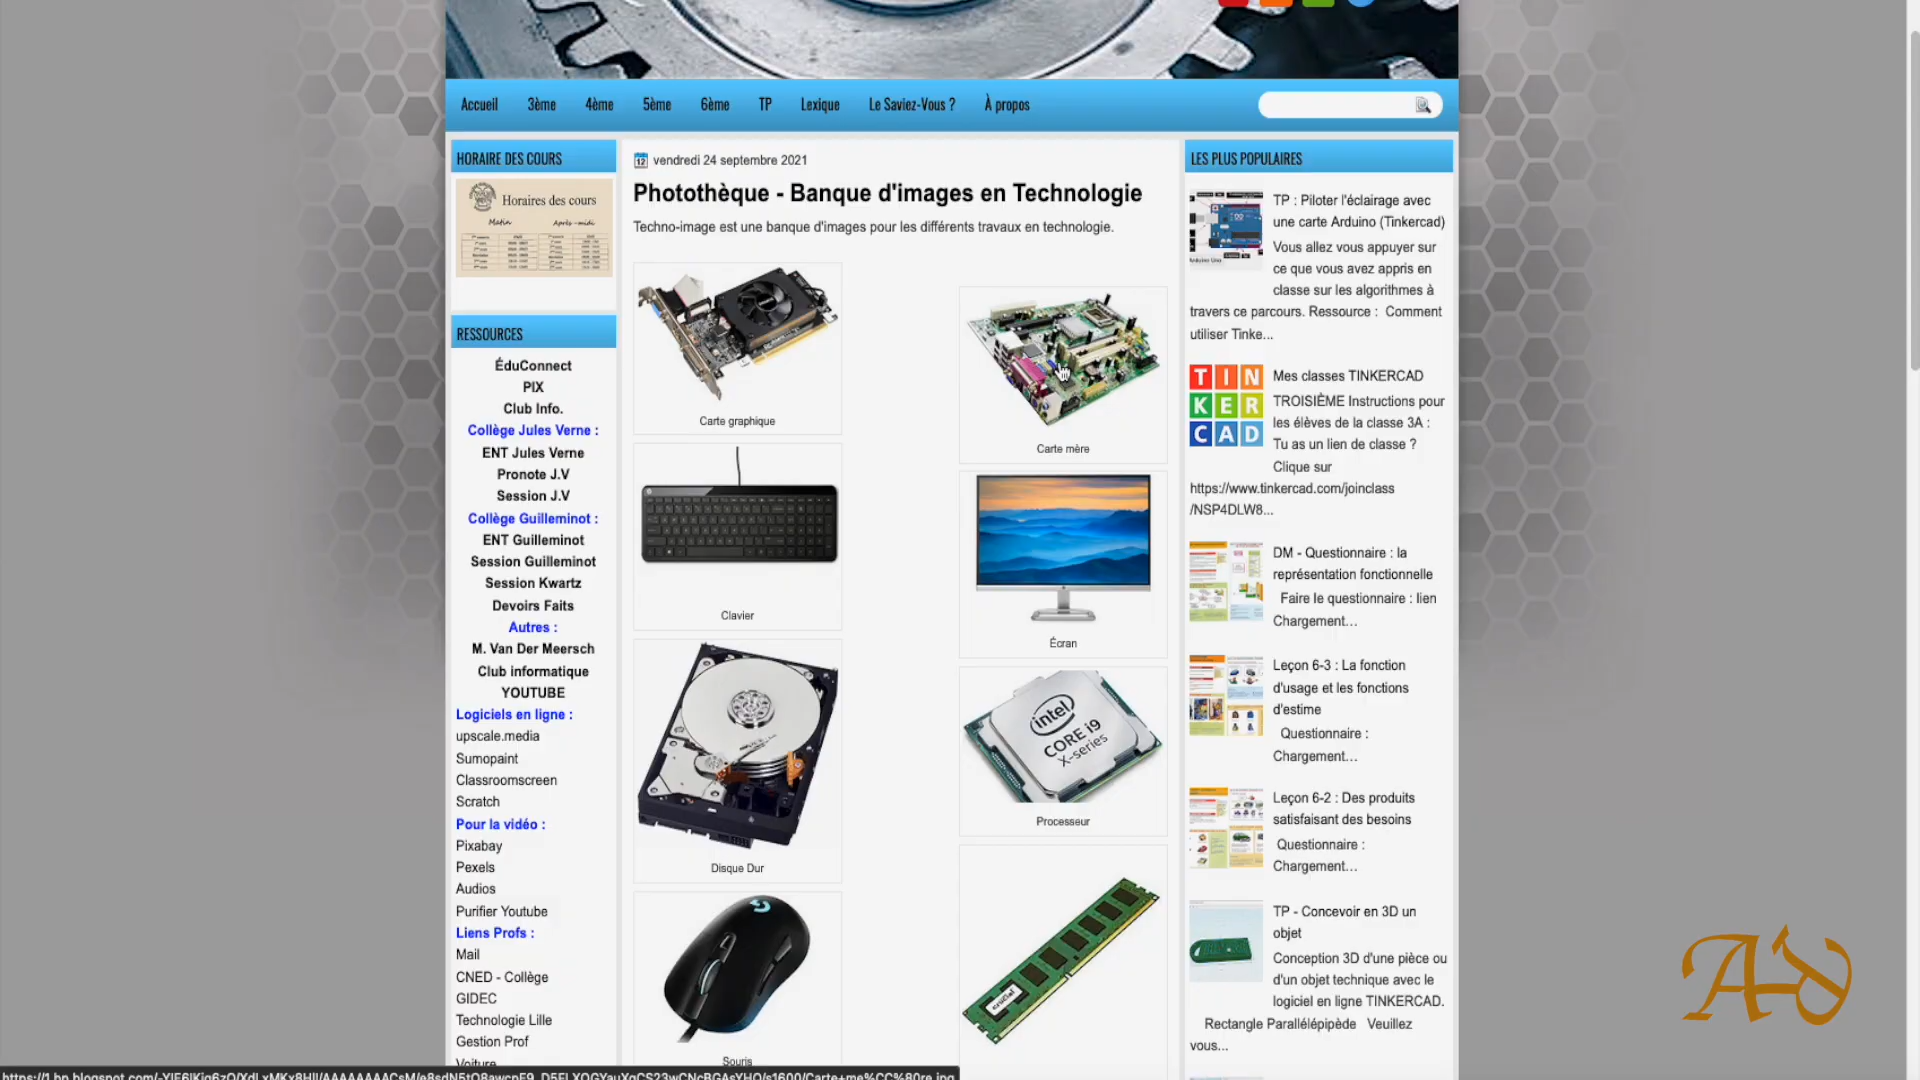 Accueil
3ème
4ème
5ème
6ème
TP
Lexique
Le Saviez-Vous ?
À propos
HORAIRE DES COURS
Horaires des cours
Matin
Après-midi
RESSOURCES
ÉduConnect
PIX
Club Info.
Collège Jules Verne :
ENT Jules Verne
Pronote J.V
Session J.V
Collège Guilleminot :
ENT Guilleminot
Session Guilleminot
Session Kwartz
Devoirs Faits
Autres :
M. Van Der Meersch
Club informatique
YOUTUBE
Logiciels en ligne :
upscale.media
Sumopaint
Classroomscreen
Scratch
Pour la vidéo :
Pixabay
Pexels
Audios
Purifier Youtube
Liens Profs :
Mail
CNED - Collège
GIDEC
Technologie Lille
Gestion Prof
Voiture
12
vendredi 24 septembre 2021
Photothèque - Banque d'images en Technologie
Techno-image est une banque d'images pour les différents travaux en technologie.
Carte graphique
Carte mère
Clavier
Écran
Disque Dur
intel
CORE i9
X-series
Processeur
Souris
crucial
LES PLUS POPULAIRES
Arduino Uno
TP : Piloter l'éclairage avec
une carte Arduino (Tinkercad)
Vous allez vous appuyer sur
ce que vous avez appris en
classe sur les algorithmes à
travers ce parcours. Ressource : Comment
utiliser Tinke...
TIN
KER
CAD
Mes classes TINKERCAD
TROISIÈME Instructions pour
les élèves de la classe 3A :
Tu as un lien de classe ?
Clique sur
https://www.tinkercad.com/joinclass
/NSP4DLW8...
DM - Questionnaire : la
représentation fonctionnelle
Faire le questionnaire : lien
Chargement…
Leçon 6-3 : La fonction
d'usage et les fonctions
d'estime
Questionnaire :
Chargement…
Leçon 6-2 : Des produits
satisfaisant des besoins
Questionnaire :
Chargement…
TP - Concevoir en 3D un
objet
Conception 3D d'une pièce ou
d'un objet technique avec le
logiciel en ligne TINKERCAD.
Rectangle Parallélépipède Veuillez
vous...